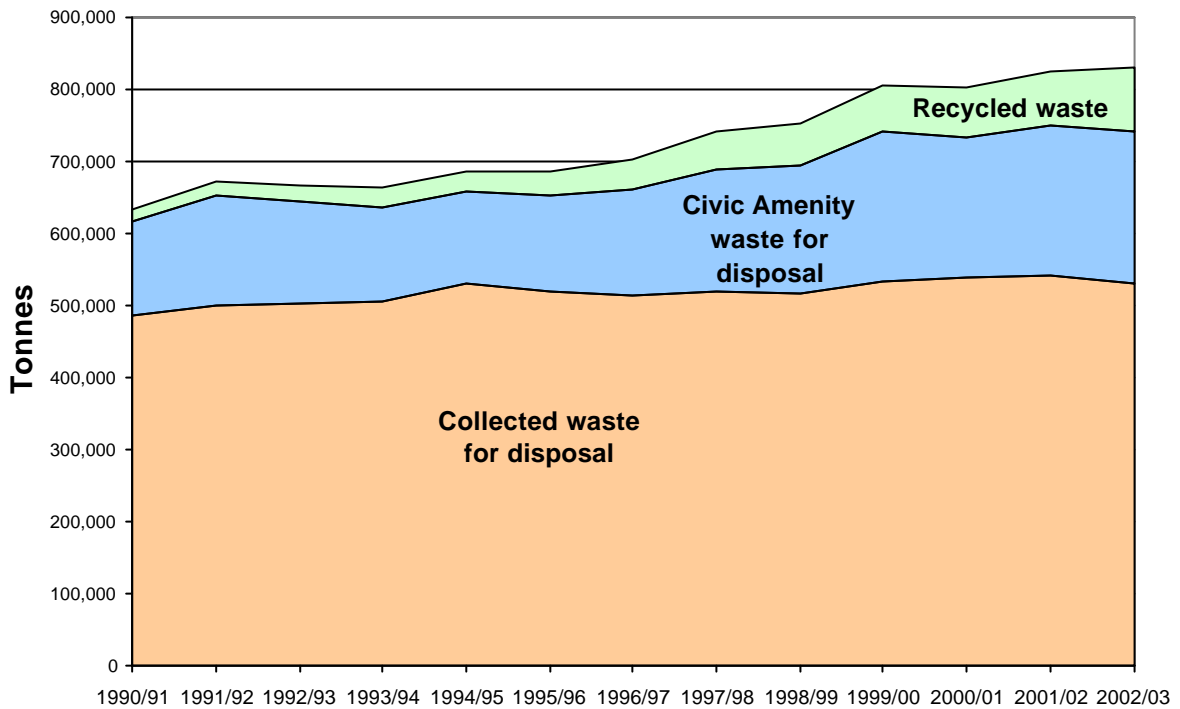 900,000
800,000
700,000
600,000
500,000
400,000
300,000
200,000
100,000
0
Tonnes
Recycled waste
Civic Amenity
waste for
disposal
Collected waste
for disposal
1990/91 1991/92 1992/93 1993/94 1994/95 1995/96 1996/97 1997/98 1998/99 1999/00 2000/01 2001/02 2002/03